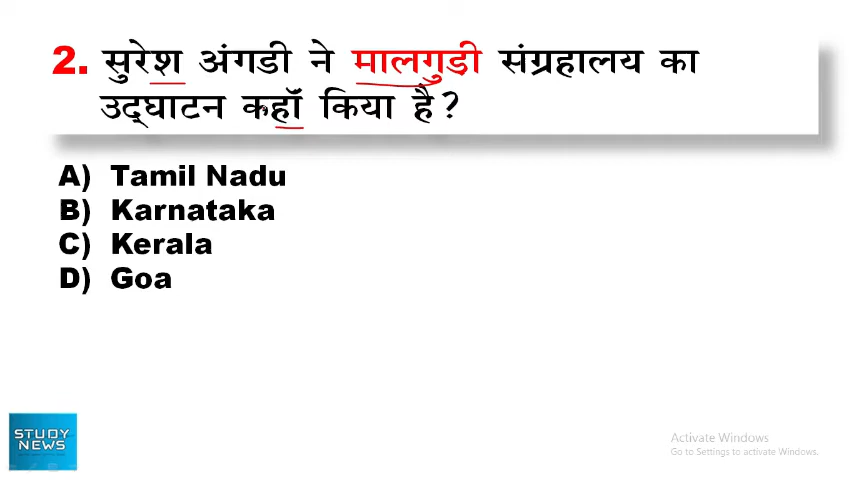 2. सुरेश अंगडी ने मालगुडी संग्रहालय का
उद्घाटन कहाॅं किया है?
A) Tamil Nadu
B) Karnataka
C) Kerala
D) Goa
STUDY
NEWS
Activate Windows
Go to Settings to activate Windows.